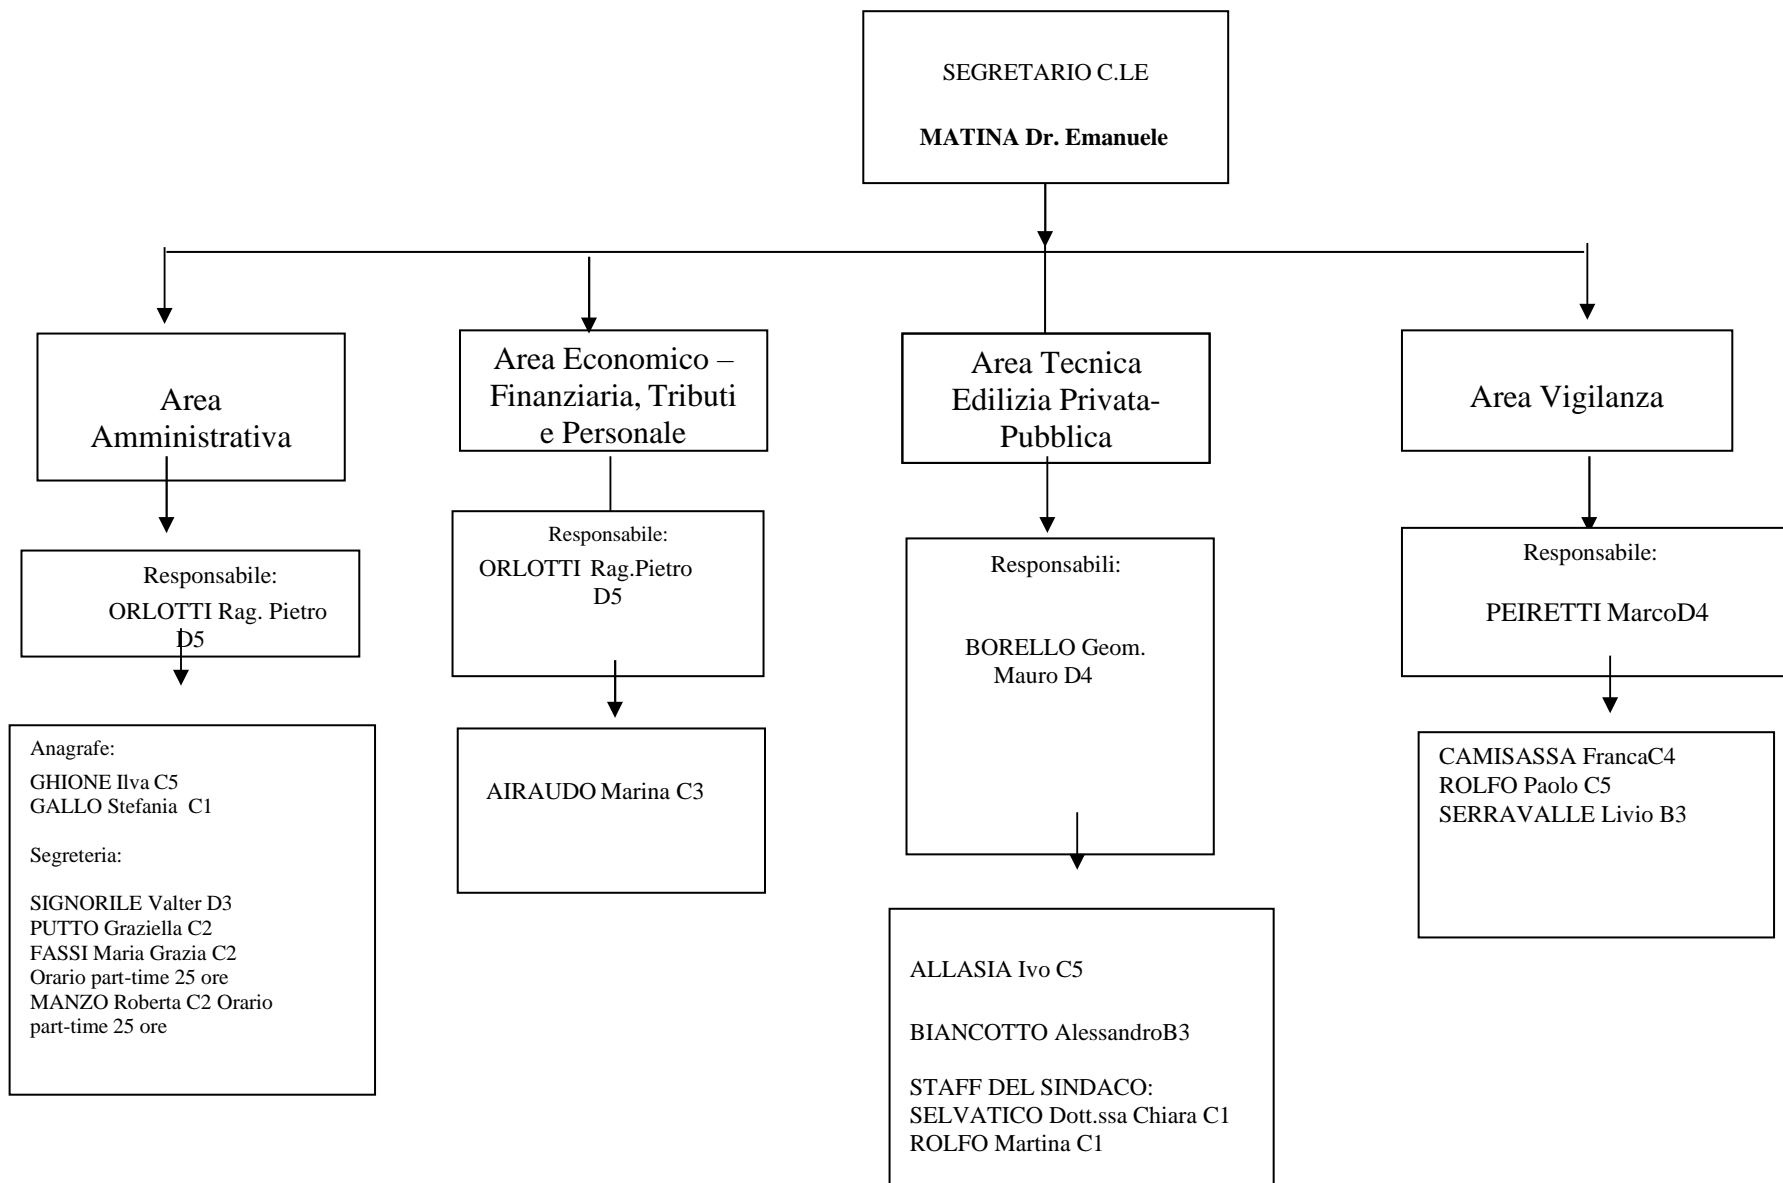 SEGRETARIO C.LE
MATINA Dr. Emanuele
Area
Amministrativa
Responsabile:
ORLOTTI Rag. Pietro
D5
Anagrafe:
GHIONE Ilva C5
GALLO Stefania C1
Segreteria:
SIGNORILE Valter D3
PUTTO Graziella C2
FASSI Maria Grazia C2
Orario part-time 25 ore
MANZO Roberta C2 Orario
part-time 25 ore
Area Economico –
Finanziaria, Tributi
e Personale
Responsabile:
ORLOTTI Rag.Pietro
D5
AIRAUDO Marina C3
Area Tecnica
Edilizia Privata-
Pubblica
Responsabili:
BORELLO Geom.
Mauro D4
ALLASIA Ivo C5
BIANCOTTO AlessandroB3
STAFF DEL SINDACO:
SELVATICO Dott.ssa Chiara C1
ROLFO Martina C1
Area Vigilanza
Responsabile:
PEIRETTI MarcoD4
CAMISASSA FrancaC4
ROLFO Paolo C5
SERRAVALLE Livio B3